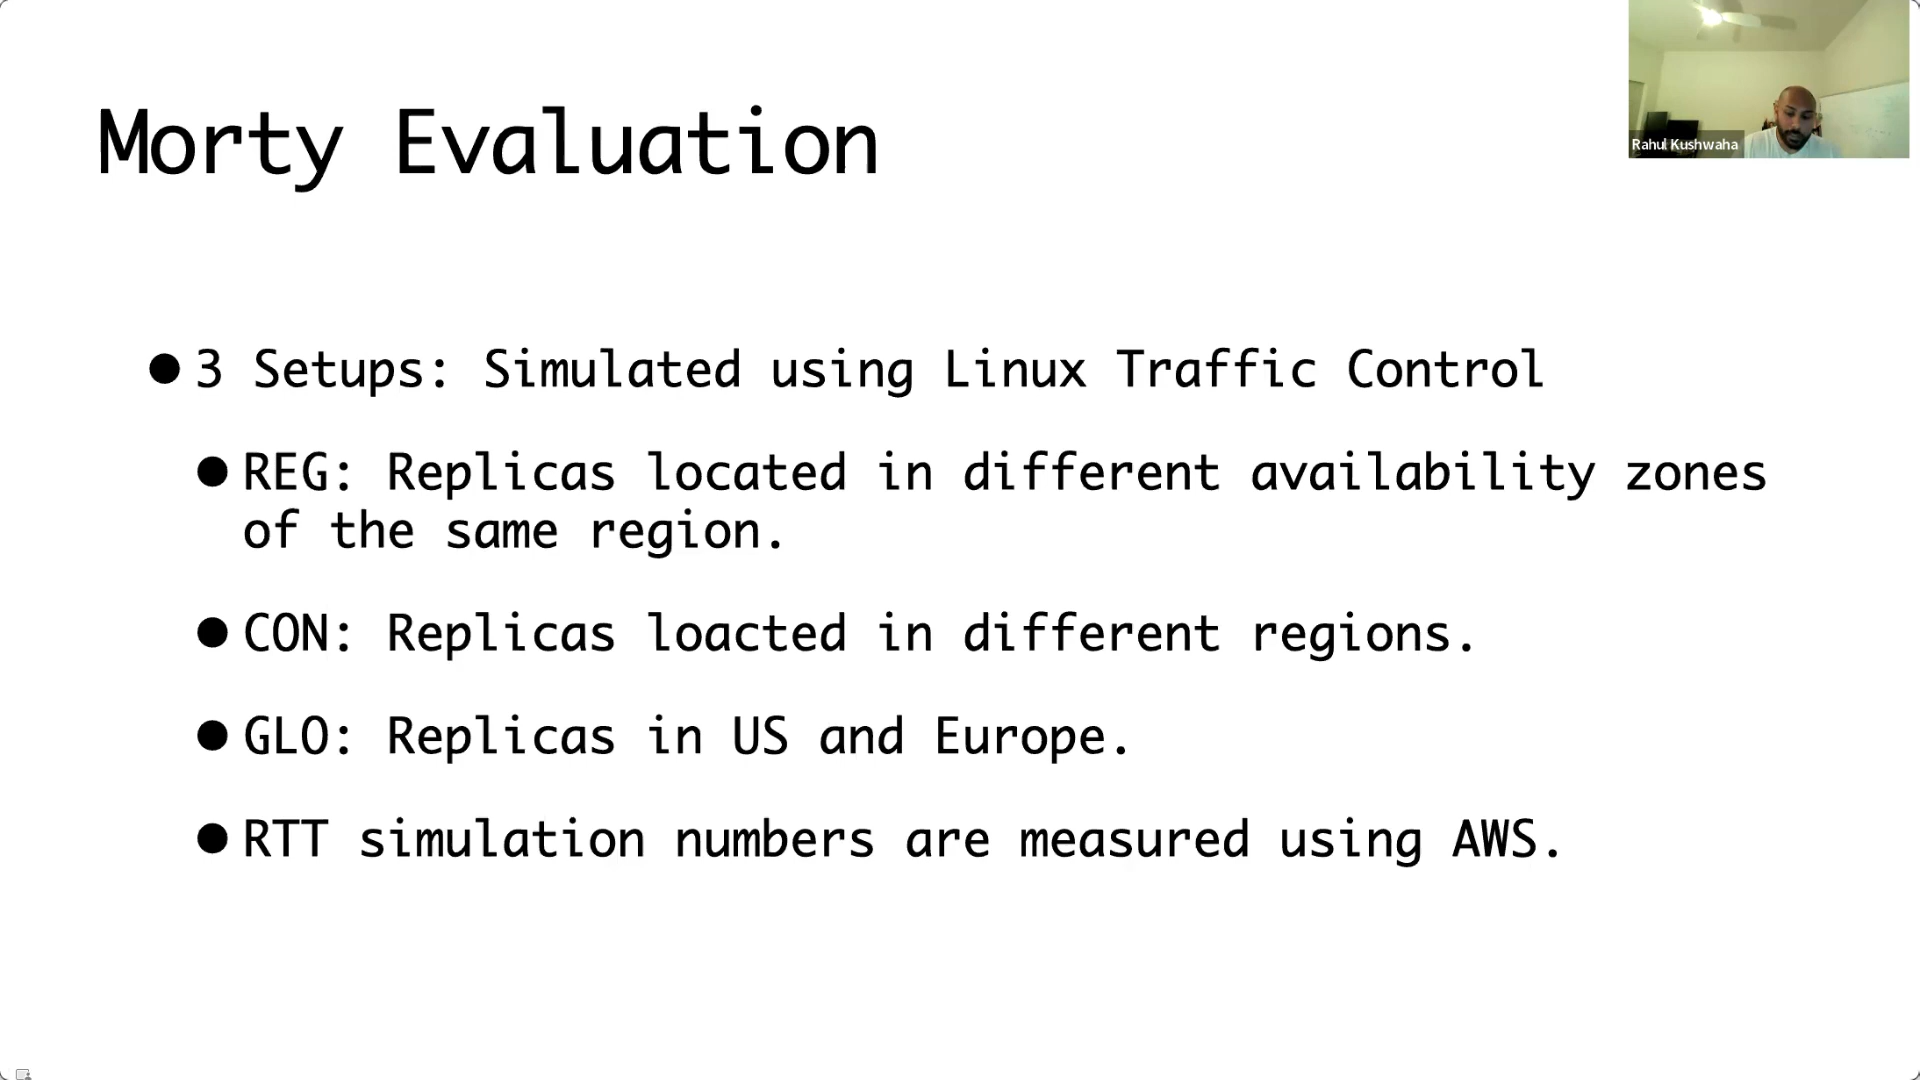 Morty Evaluation
Rahul Kushwaha
● 3 Setups: Simulated using Linux Traffic Control
● REG: Replicas located in different availability zones
of the same region.
● CON: Replicas loacted in different regions.
● GLO: Replicas in US and Europe.
● RTT simulation numbers are measured using AWS.